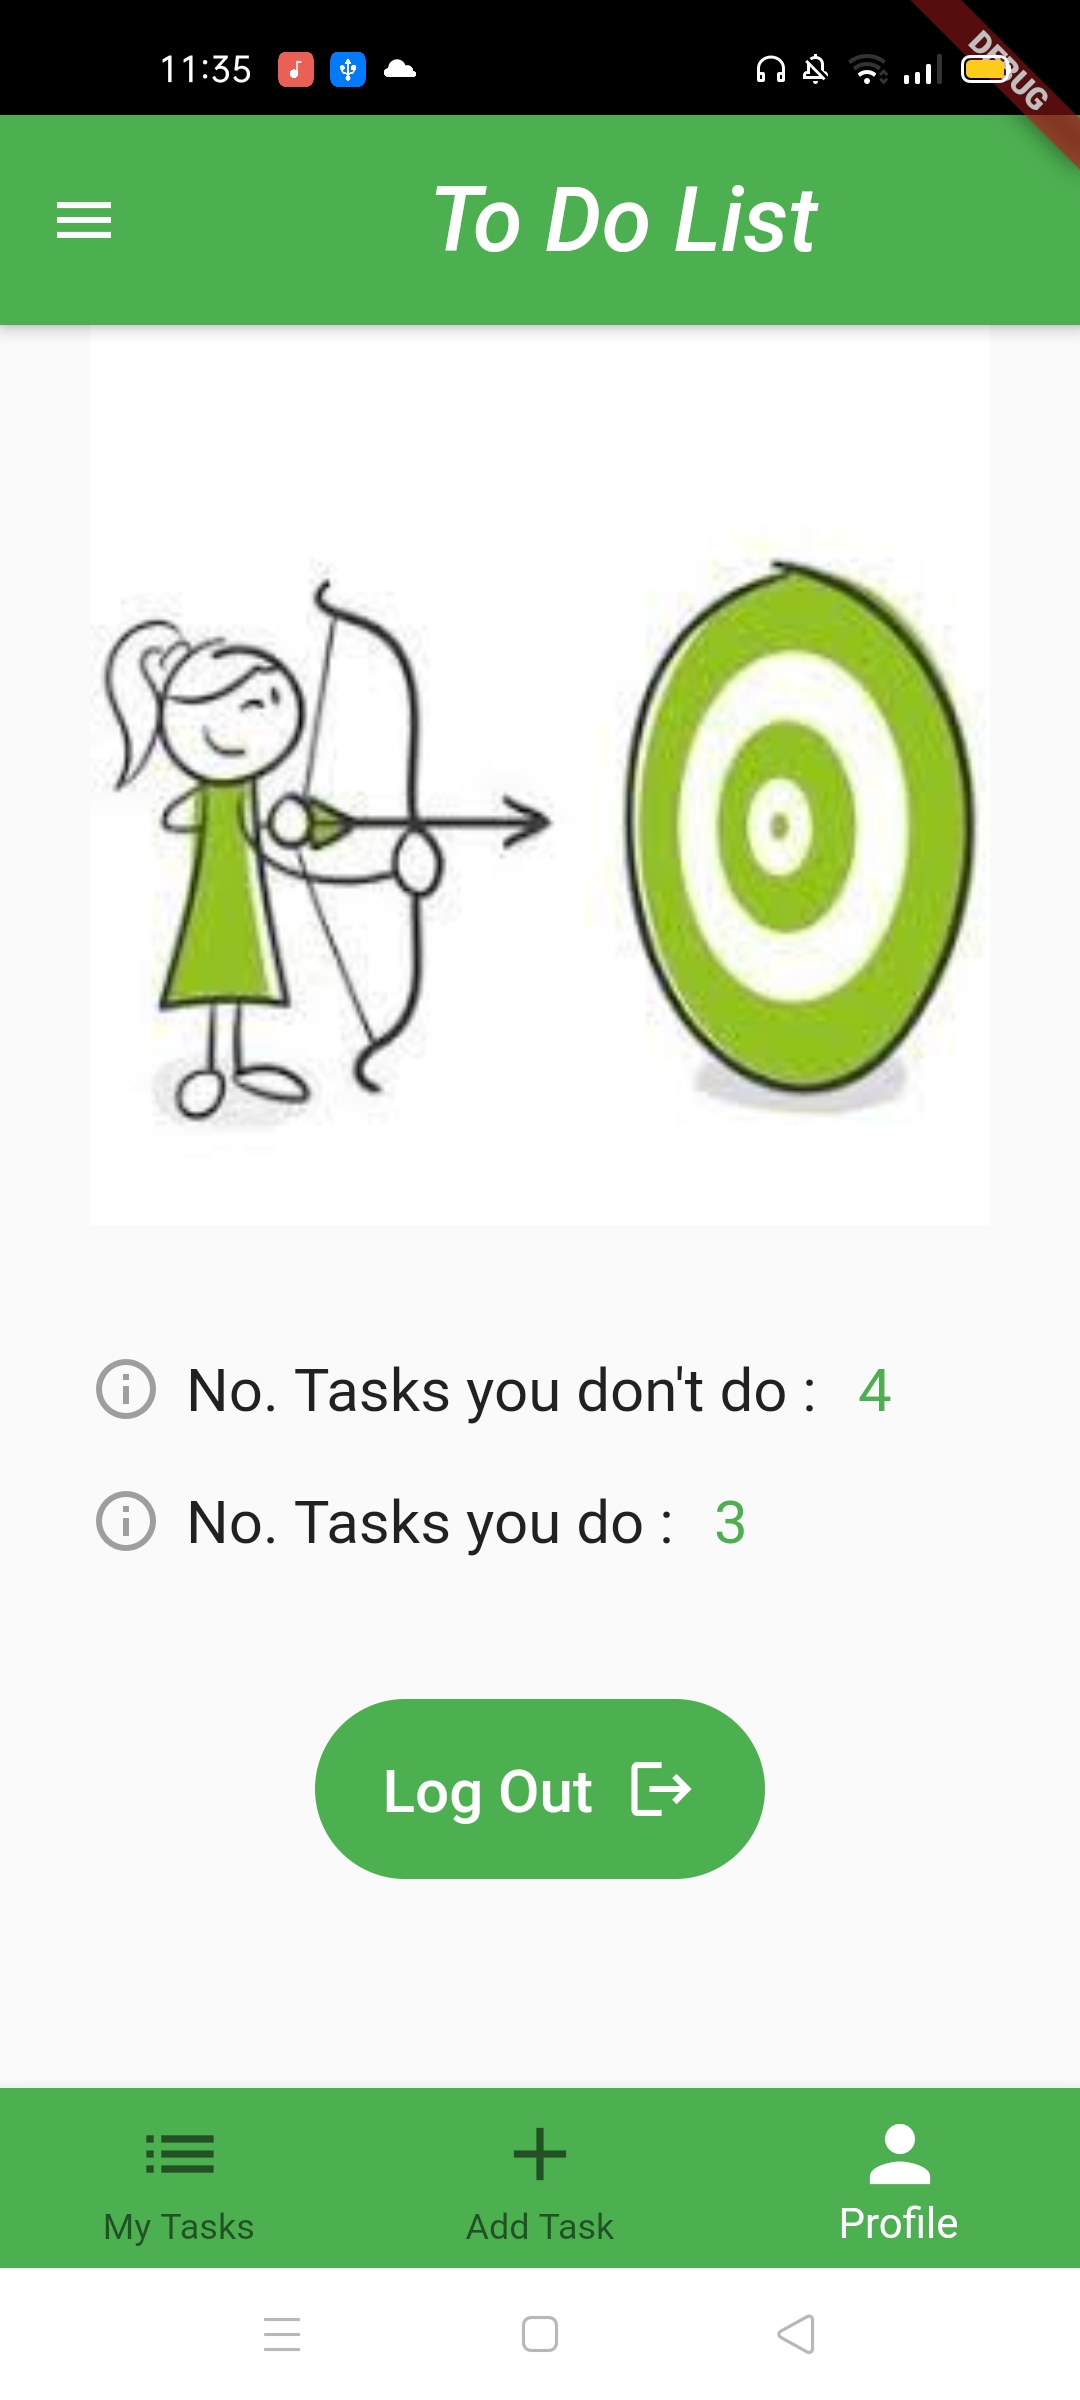 11:35
DEBUG
To Do List
No. Tasks you don't do : 4
No. Tasks you do : 3
Log Out
My Tasks
Add Task
Profile